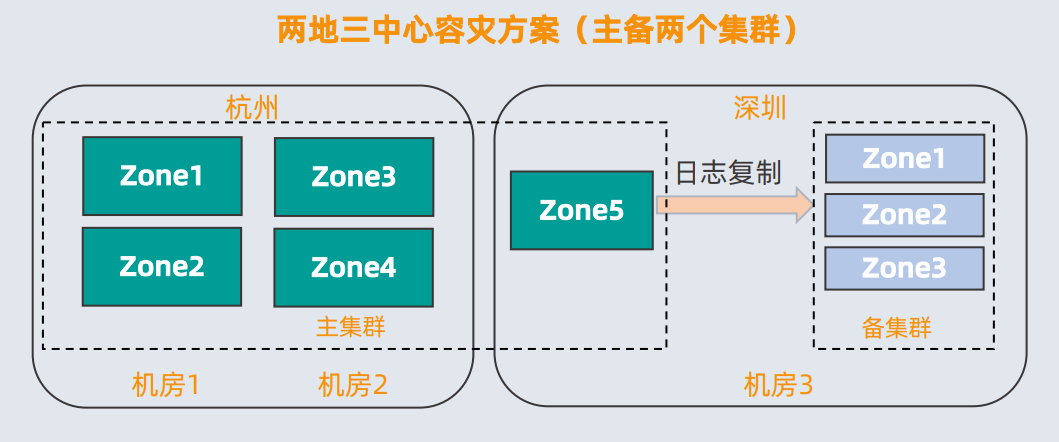 两地三中心容灾方案（主备两个集群）
杭州
深圳
Zone1
Zone3
Zone2
Zone4
主集群
机房1
机房2
Zone5
日志复制
Zone1
Zone2
Zone3
备集群
机房3